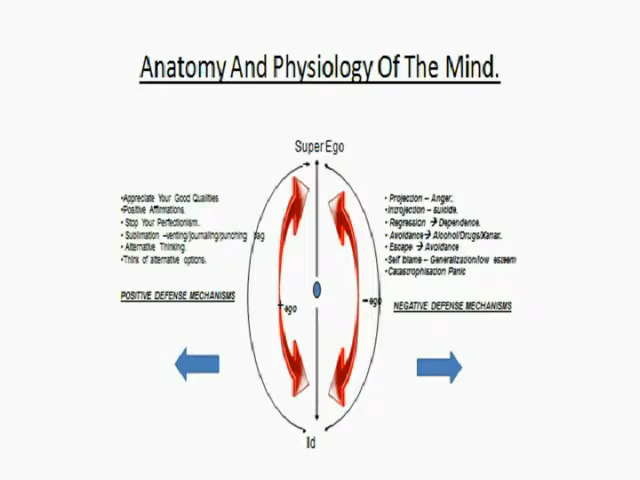 Anatomy And Physiology Of The Mind.
Super Ego
•Appreciate Your Good Qualities
•Positive Affirmations.
• Stop Your Perfectionism.
• Sublimation –venting/journaling/punching bag
• Alternative Thinking.
•Think of alternative options.
POSITIVE DEFENSE MECHANISMS
+ego
• Projection – Anger.
•Introjection – suicide.
• Regression → Dependence.
• Avoidance→ Alcohol/Drugs/Xanax.
• Escape → Avoidance
•Self blame – Generalization/low esteem
•Catastrophisation Panic
–ego
NEGATIVE DEFENSE MECHANISMS
Id